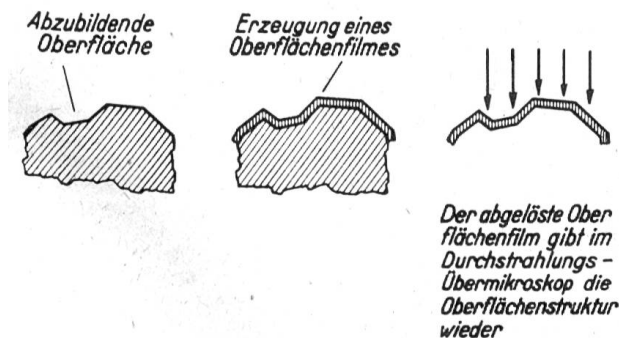 Abzubildende
Oberfläche
Erzeugung eines
Oberflächenfilmes
Der abgelöste Ober
flächenfilm gibt im
Durchstrahlungs-
Übermikroskop die
Oberflächenstruktur
wieder